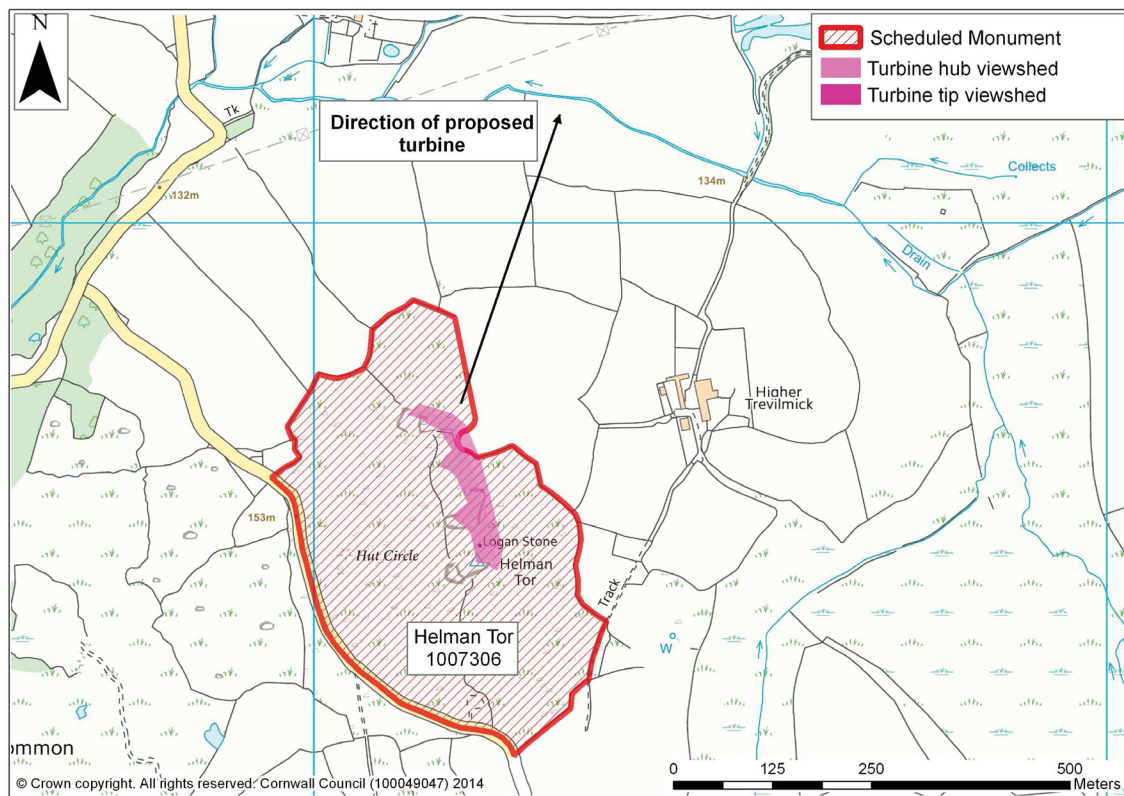 N
Scheduled Monument
Turbine hub viewshed
Turbine tip viewshed
Tk
Direction of proposed
turbine
132m
134m
Collects
Drain
Higher
Trevilmick
153m
Logan Stone
Hut Circle
Helman
Tor
Track
Helman Tor
1007306
W
ommon
© Crown copyright. All rights reserved. Cornwall Council (100049047) 2014
0 125 250 500
Meters